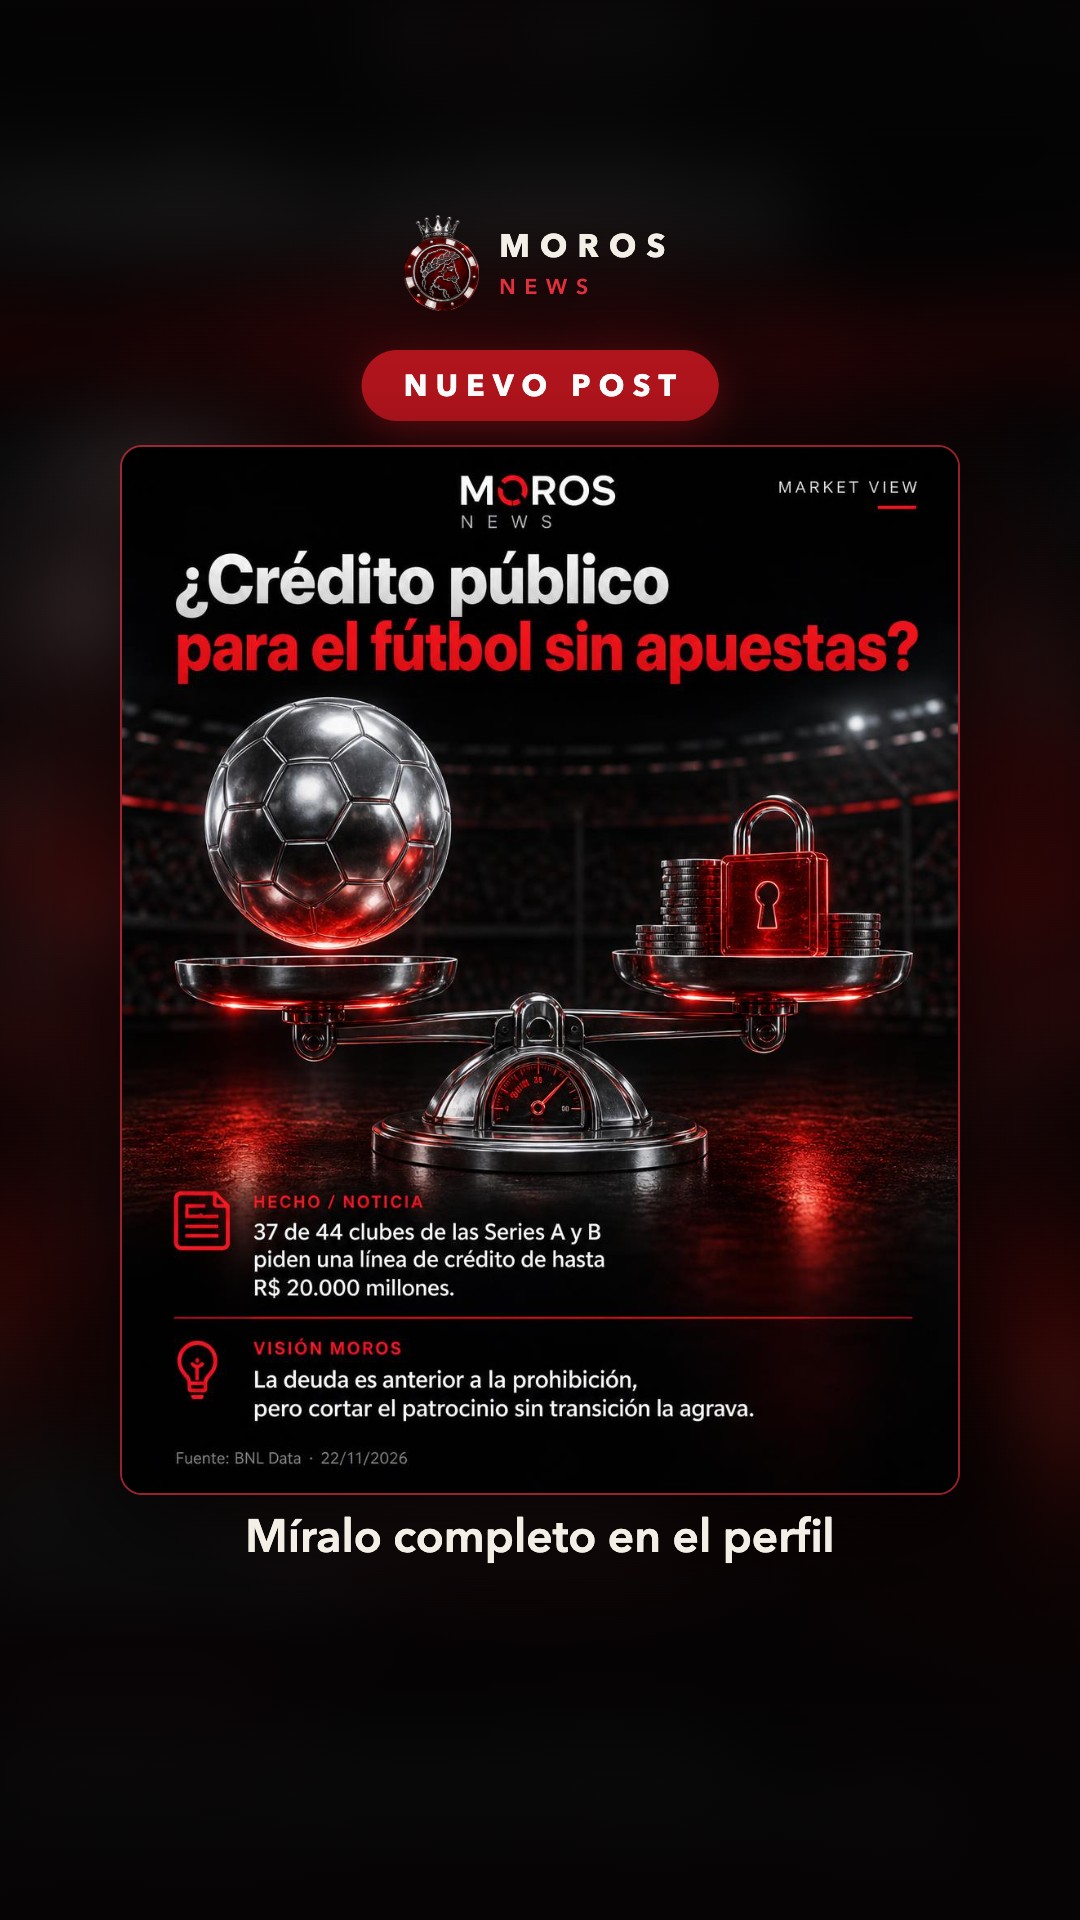 MOROS
NEWS
NUEVO POST
MOROS
NEWS
MARKET VIEW
¿Crédito público
para el fútbol sin apuestas?
HECHO / NOTICIA
37 de 44 clubes de las Series A y B
piden una línea de crédito de hasta
R$ 20.000 millones.
VISIÓN MOROS
La deuda es anterior a la prohibición,
pero cortar el patrocinio sin transición la agrava.
Fuente: BNL Data · 22/11/2026
Míralo completo en el perfil